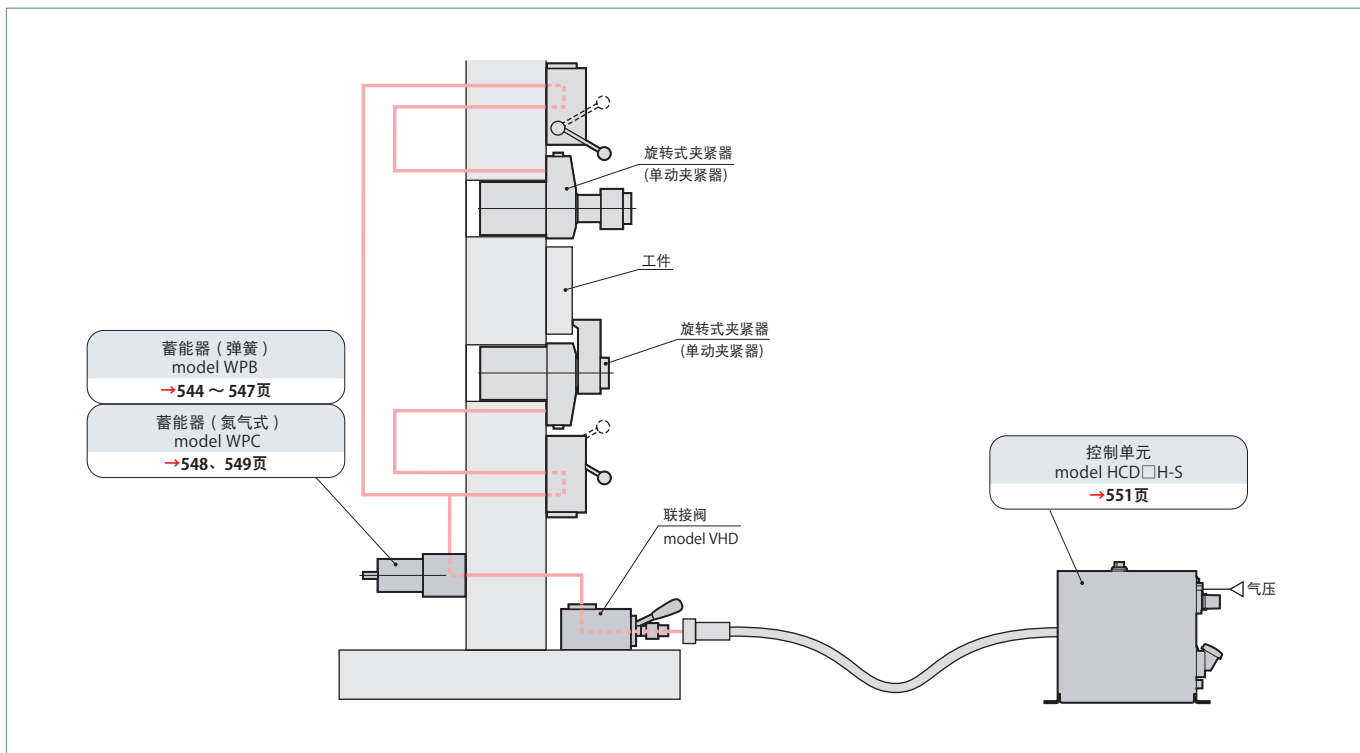 旋转式夹紧器
(单动夹紧器)
工件
旋转式夹紧器
(单动夹紧器)
蓄能器 ( 弹簧 )
model WPB
→544 ～ 547页
蓄能器 ( 氮气式 )
model WPC
→548、549页
控制单元
model HCD□H-S
→551页
联接阀
model VHD
气压